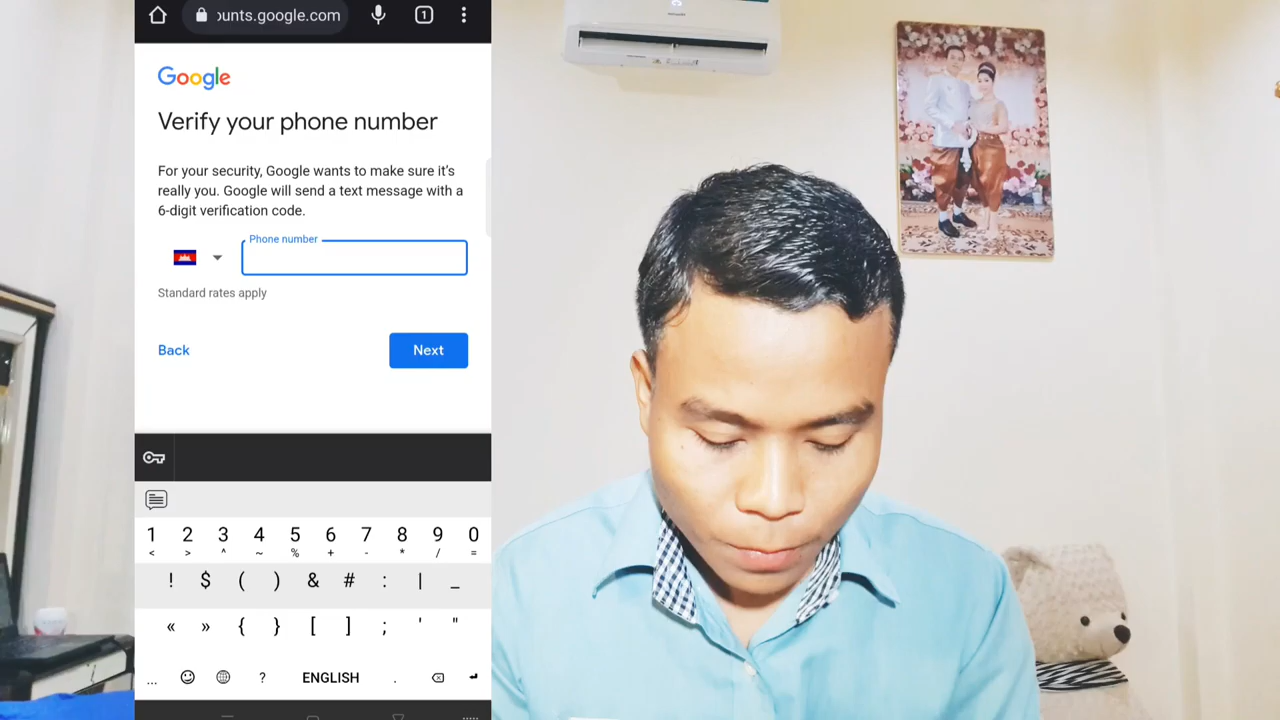 ounts.google.com
1
Google
Verify your phone number
For your security, Google wants to make sure it's
really you. Google will send a text message with a
6-digit verification code.
Phone number
Standard rates apply
Back
Next
1 2 3 4 5 6 7 8 9 0
< > ^ ~ % + - * / =
! $ ( ) & # : | _
« » { } [ ] ; ' "
... ? ENGLISH .